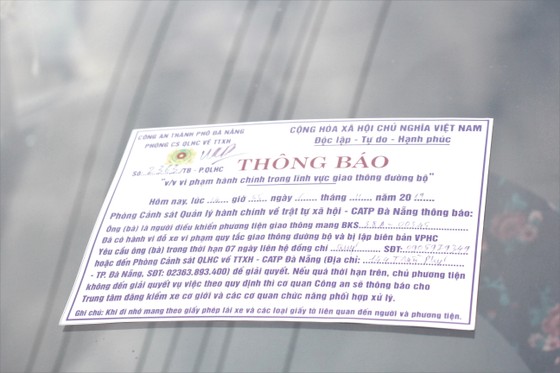 CÔNG AN THÀNH PHỐ ĐÀ NẴNG
PHÒNG CS QLHC VỀ TTXH
CỘNG HÒA XÃ HỘI CHỦ NGHĨA VIỆT NAM
Độc lập - Tự do - Hạnh phúc
Số /TB - P.QLHC
THÔNG BÁO
"v/v vi phạm hành chính trong lĩnh vực giao thông đường bộ"
Hôm nay, lúc giờ ngày năm 20
Phòng Cảnh sát Quản lý hành chính về trật tự xã hội - CATP Đà Nẵng thông báo:
Ông (bà) là người điều khiển phương tiện giao thông mang BKS
Đã có hành vi đỗ xe vi phạm quy tắc giao thông đường bộ và bị lập biên bản VPHC
Yêu cầu ông (bà) trong thời hạn 07 ngày liên hệ đồng chí SĐT:
hoặc đến Phòng Cảnh sát QLHC về TTXH - CATP Đà Nẵng (Địa chỉ:
- TP. Đà Nẵng, SĐT: 02363.893.400) để giải quyết. Nếu quá thời hạn trên, chủ phương tiện
không đến giải quyết vụ việc theo quy định thì cơ quan Công an sẽ thông báo cho
Trung tâm đăng kiểm xe cơ giới và các cơ quan chức năng phối hợp xử lý.
Ghi chú: Khi đi nhớ mang theo giấy phép lái xe và các loại giấy tờ liên quan đến người và phương tiện.